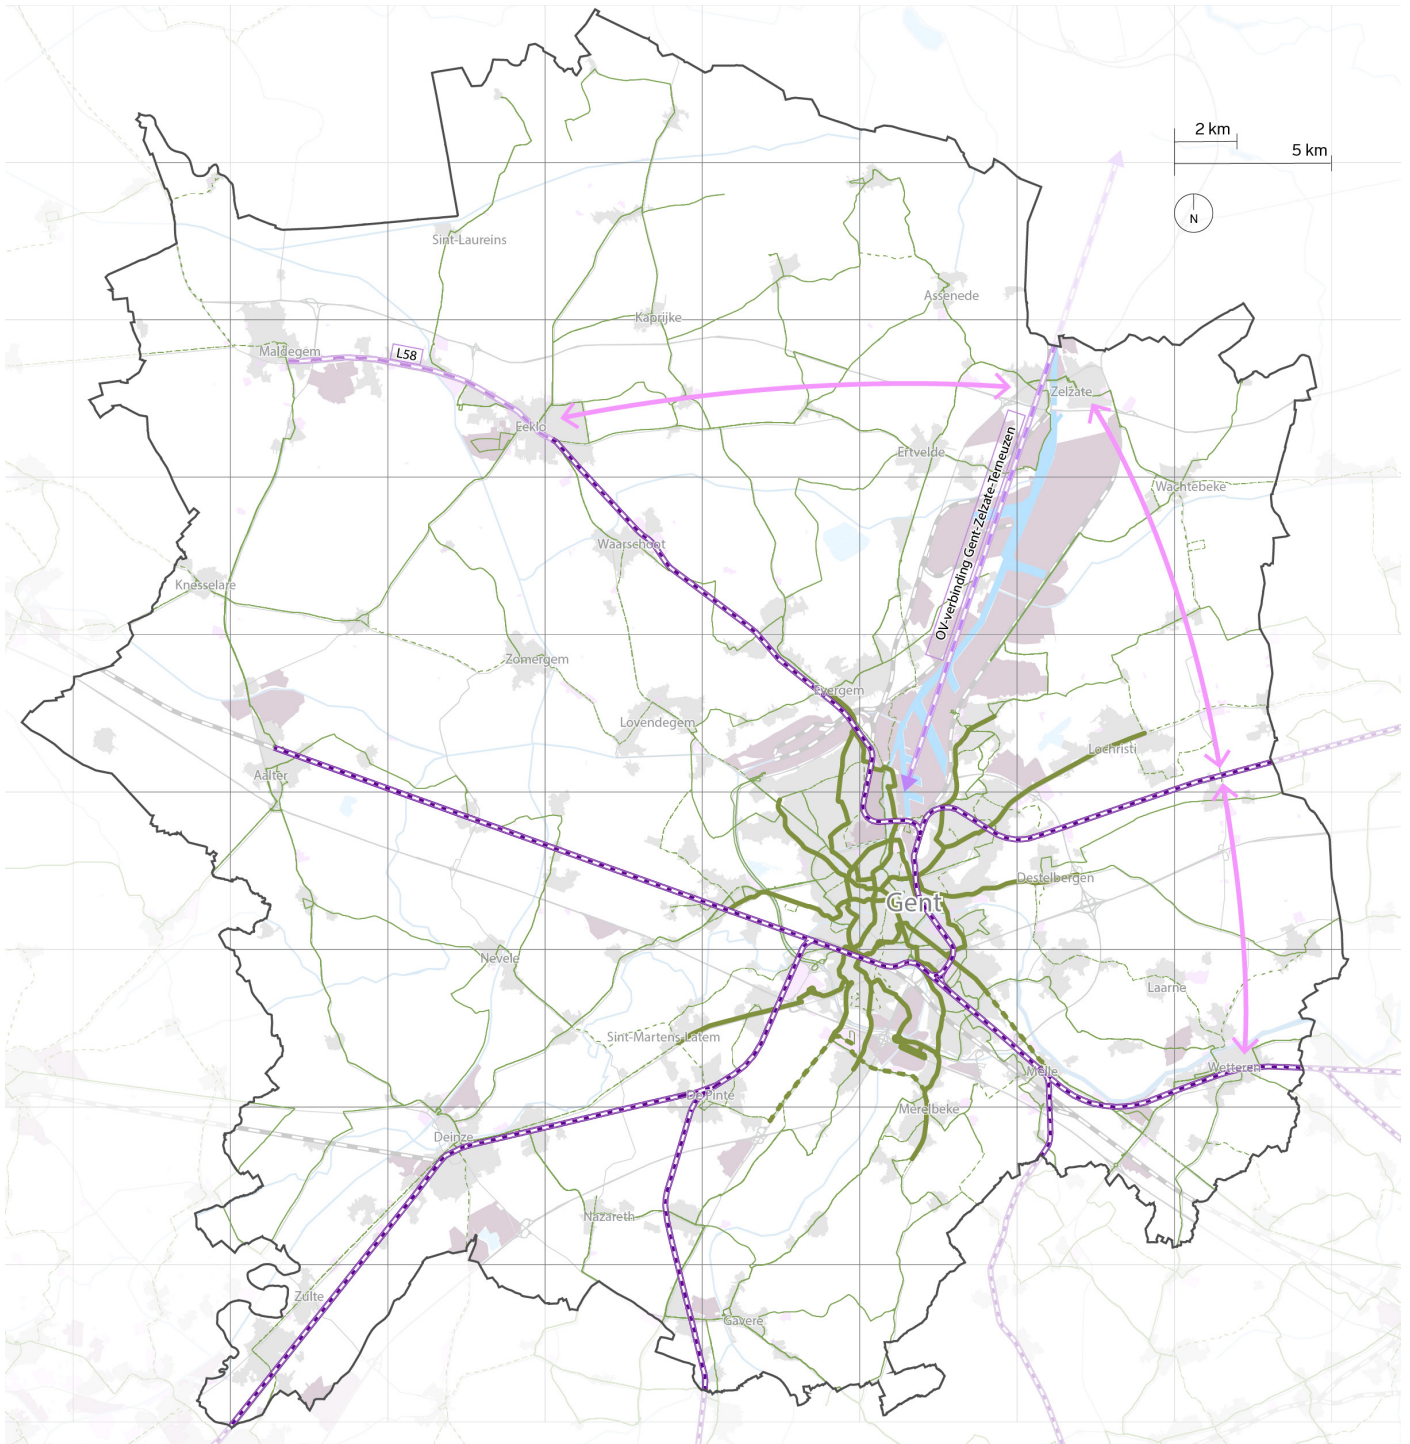 2 km
5 km
N
Sint-Laureins
Assenede
Kaprijke
Maldegem
L58
Zelzate
Eeklo
Ertvelde
OV-verbinding Gent-Zelzate-Terneuzen
Wachtebeke
Waarschoot
Knesselare
Zomergem
Evergem
Lovendegem
Lochristi
Aalter
Destelbergen
Gent
Nevele
Laarne
Sint-Martens-Latem
Wetteren
Melle
De Pinte
Merelbeke
Deinze
Nazareth
Zulte
Gavere